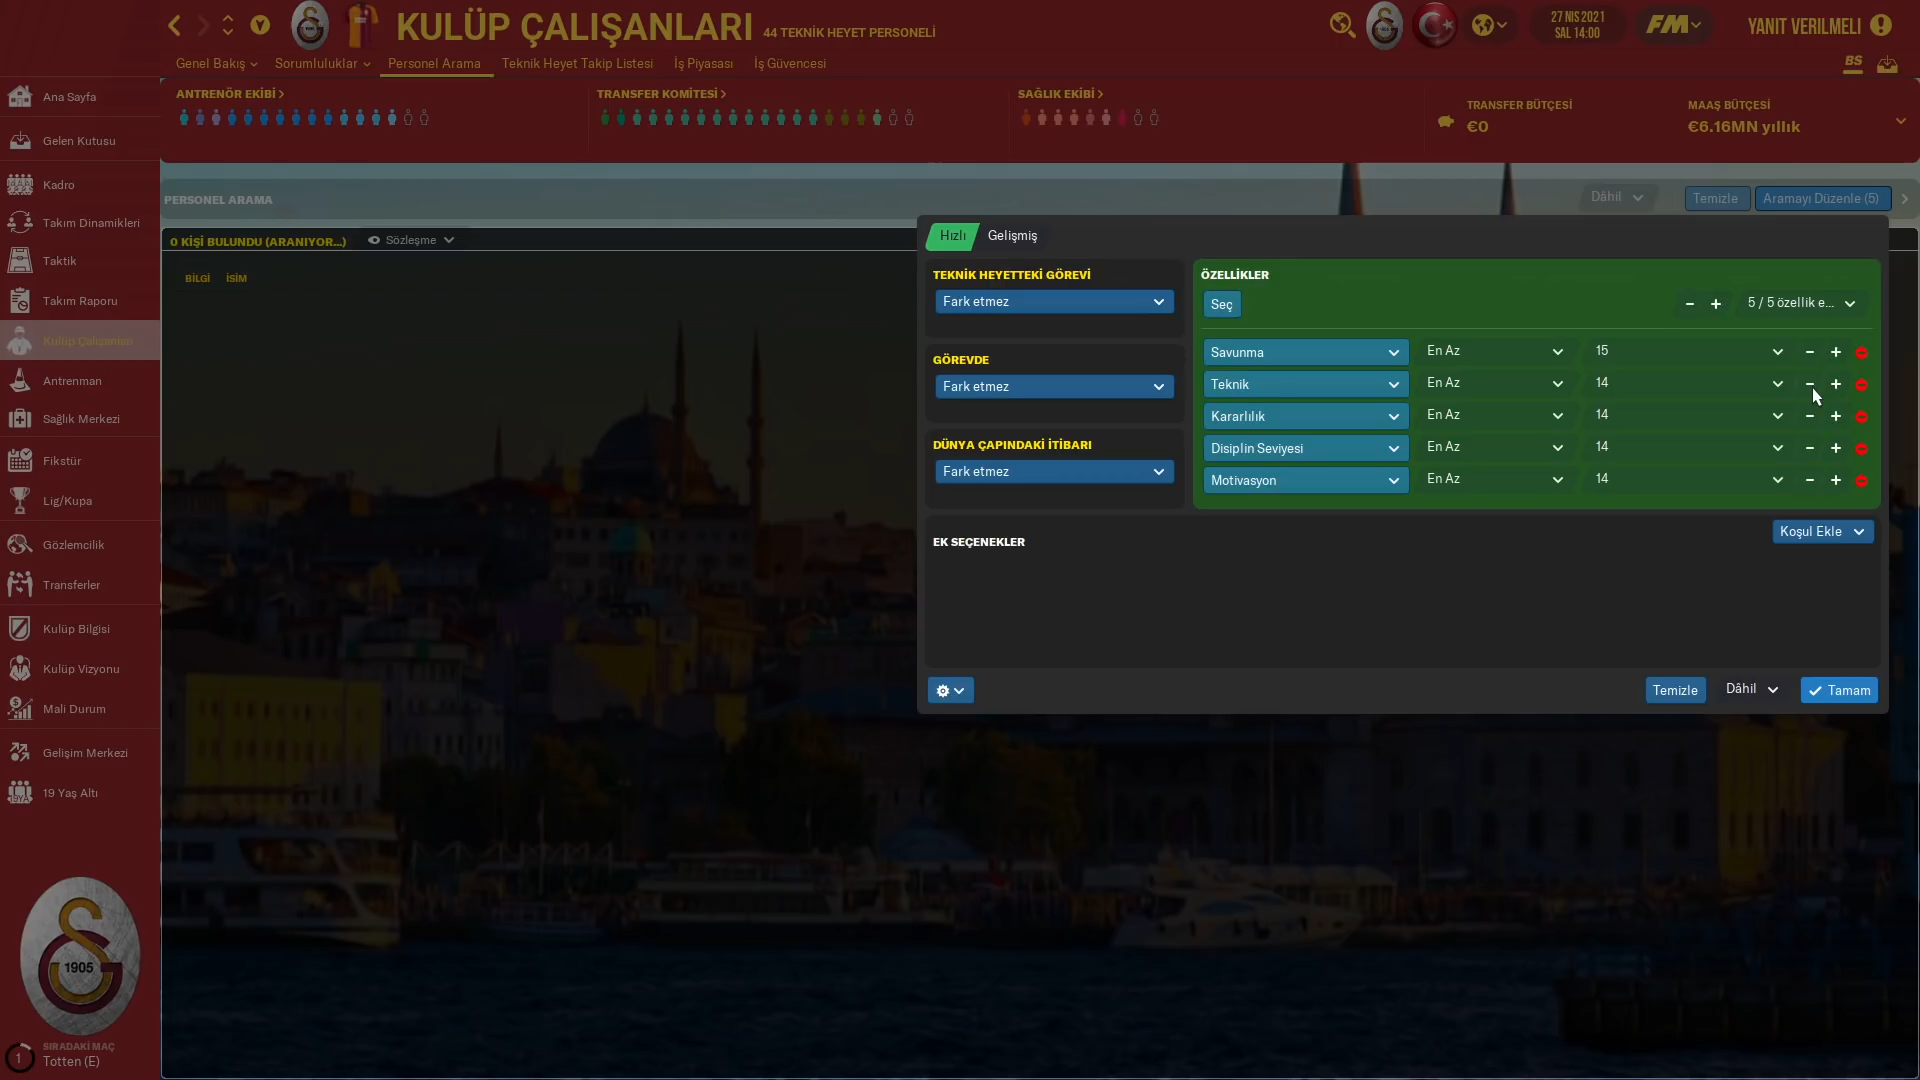 KULÜP ÇALIŞANLARI
44 TEKNİK HEYET PERSONELİ
27 NIS 2021
SAL 14:00
FM
YANIT VERILMELİ
Genel Bakış
Sorumluluklar
Personel Arama
Teknik Heyet Takip Listesi
İş Piyasası
İş Güvencesi
BS
ANTRENÖR EKİBİ
TRANSFER KOMİTESİ
SAĞLIK EKİBİ
TRANSFER BÜTÇESİ
€0
MAAŞ BÜTÇESİ
€6.16MN yıllık
Ana Sayfa
Gelen Kutusu
Kadro
Takım Dinamikleri
Taktik
Takım Raporu
Kulüp Çalışanları
Antrenman
Sağlık Merkezi
Fikstür
Lig/Kupa
Gözlemcilik
Transferler
Kulüp Bilgisi
Kulüp Vizyonu
Mali Durum
Gelişim Merkezi
19 Yaş Altı
1905
1
SIRADAKİ MAÇ
Totten (E)
PERSONEL ARAMA
Dâhil
Temizle
Aramayı Düzenle (5)
0 KİŞİ BULUNDU (ARANIYOR...)
Sözleşme
BİLGİ
İSİM
Hızlı
Gelişmiş
TEKNİK HEYETTEKİ GÖREVİ
Fark etmez
GÖREVDE
Fark etmez
DÜNYA ÇAPINDAKİ İTİBARI
Fark etmez
ÖZELLIKLER
Seç
- +
5 / 5 özellik e...
Savunma En Az 15 - +
Teknik En Az 14 - +
Kararlılık En Az 14 - +
Disiplin Seviyesi En Az 14 - +
Motivasyon En Az 14 - +
EK SEÇENEKLER
Koşul Ekle
Temizle
Dâhil
Tamam